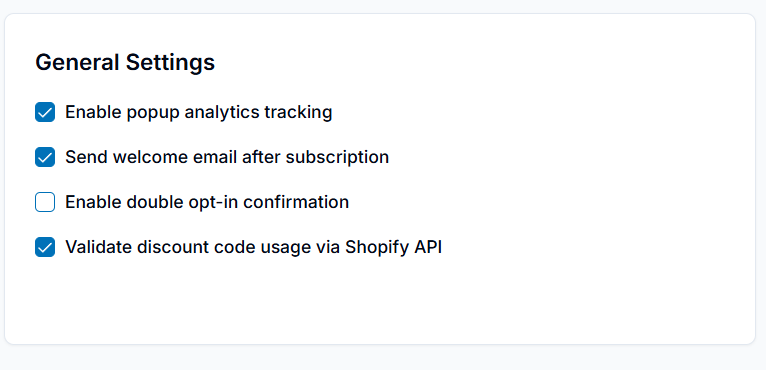 General Settings
Enable popup analytics tracking
Send welcome email after subscription
Enable double opt-in confirmation
Validate discount code usage via Shopify API